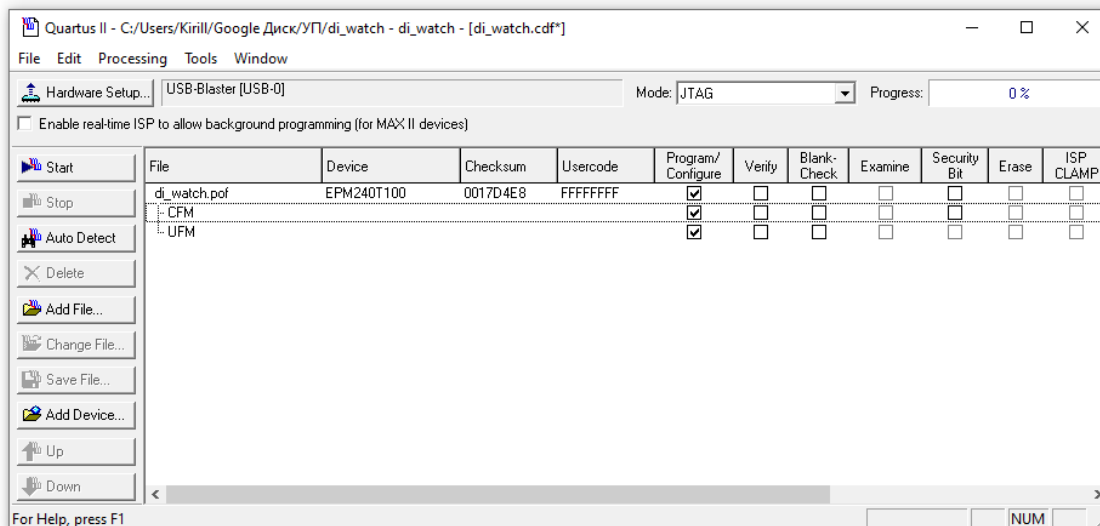 Quartus II - C:/Users/Kirill/Google Диск/УП/di_watch - di_watch - [di_watch.cdf*]
File Edit Processing Tools Window
Hardware Setup... USB-Blaster [USB-0] Mode: JTAG Progress: 0 %
Enable real-time ISP to allow background programming (for MAX II devices)
Start
Stop
Auto Detect
Delete
Add File...
Change File...
Save File...
Add Device...
Up
Down
File Device Checksum Usercode Program/Configure Verify Blank-Check Examine Security Bit Erase ISP CLAMP
di_watch.pof EPM240T100 0017D4E8 FFFFFFFF
CFM
UFM
For Help, press F1 NUM